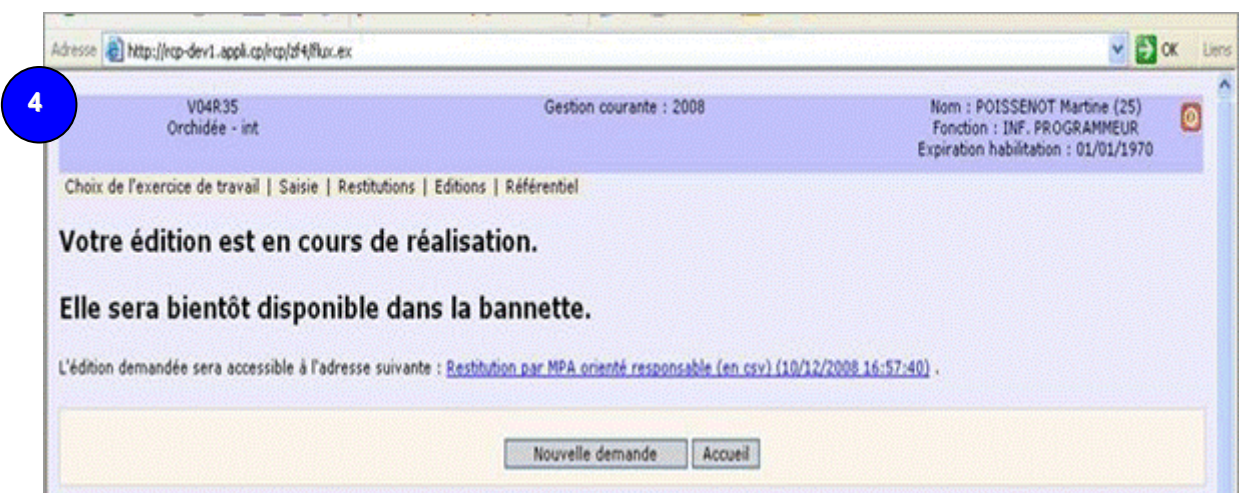 Adresse http://rcp-dev1.appli.cp/rcp/zf4/flux.ex OK Liens
4
V04R35 Gestion courante : 2008 Nom : POISSENOT Martine (25)
Orchidée - int Fonction : INF. PROGRAMMEUR
Expiration habilitation : 01/01/1970
Choix de l'exercice de travail | Saisie | Restitutions | Editions | Référentiel
Votre édition est en cours de réalisation.
Elle sera bientôt disponible dans la bannette.
L'édition demandée sera accessible à l'adresse suivante : Restitution par MPA orienté responsable (en csv) (10/12/2008 16:57:40) .
Nouvelle demande Accueil